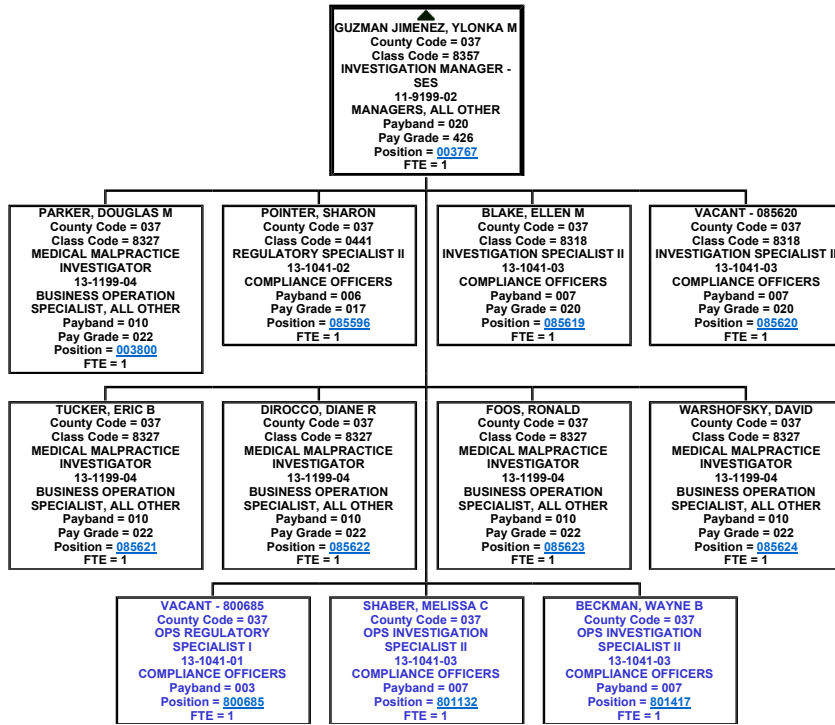 GUZMAN JIMENEZ, YLONKA M
County Code = 037
Class Code = 8357
INVESTIGATION MANAGER -
SES
11-9199-02
MANAGERS, ALL OTHER
Payband = 020
Pay Grade = 426
Position = 003767
FTE = 1
PARKER, DOUGLAS M
County Code = 037
Class Code = 8327
MEDICAL MALPRACTICE
INVESTIGATOR
13-1199-04
BUSINESS OPERATION
SPECIALIST, ALL OTHER
Payband = 010
Pay Grade = 022
Position = 003800
FTE = 1
POINTER, SHARON
County Code = 037
Class Code = 0441
REGULATORY SPECIALIST II
13-1041-02
COMPLIANCE OFFICERS
Payband = 006
Pay Grade = 017
Position = 085596
FTE = 1
BLAKE, ELLEN M
County Code = 037
Class Code = 8318
INVESTIGATION SPECIALIST II
13-1041-03
COMPLIANCE OFFICERS
Payband = 007
Pay Grade = 020
Position = 085619
FTE = 1
VACANT - 085620
County Code = 037
Class Code = 8318
INVESTIGATION SPECIALIST II
13-1041-03
COMPLIANCE OFFICERS
Payband = 007
Pay Grade = 020
Position = 085620
FTE = 1
TUCKER, ERIC B
County Code = 037
Class Code = 8327
MEDICAL MALPRACTICE
INVESTIGATOR
13-1199-04
BUSINESS OPERATION
SPECIALIST, ALL OTHER
Payband = 010
Pay Grade = 022
Position = 085621
FTE = 1
DIROCCO, DIANE R
County Code = 037
Class Code = 8327
MEDICAL MALPRACTICE
INVESTIGATOR
13-1199-04
BUSINESS OPERATION
SPECIALIST, ALL OTHER
Payband = 010
Pay Grade = 022
Position = 085622
FTE = 1
FOOS, RONALD
County Code = 037
Class Code = 8327
MEDICAL MALPRACTICE
INVESTIGATOR
13-1199-04
BUSINESS OPERATION
SPECIALIST, ALL OTHER
Payband = 010
Pay Grade = 022
Position = 085623
FTE = 1
WARSHOFSKY, DAVID
County Code = 037
Class Code = 8327
MEDICAL MALPRACTICE
INVESTIGATOR
13-1199-04
BUSINESS OPERATION
SPECIALIST, ALL OTHER
Payband = 010
Pay Grade = 022
Position = 085624
FTE = 1
VACANT - 800685
County Code = 037
OPS REGULATORY
SPECIALIST I
13-1041-01
COMPLIANCE OFFICERS
Payband = 003
Position = 800685
FTE = 1
SHABER, MELISSA C
County Code = 037
OPS INVESTIGATION
SPECIALIST II
13-1041-03
COMPLIANCE OFFICERS
Payband = 007
Position = 801132
FTE = 1
BECKMAN, WAYNE B
County Code = 037
OPS INVESTIGATION
SPECIALIST II
13-1041-03
COMPLIANCE OFFICERS
Payband = 007
Position = 801417
FTE = 1